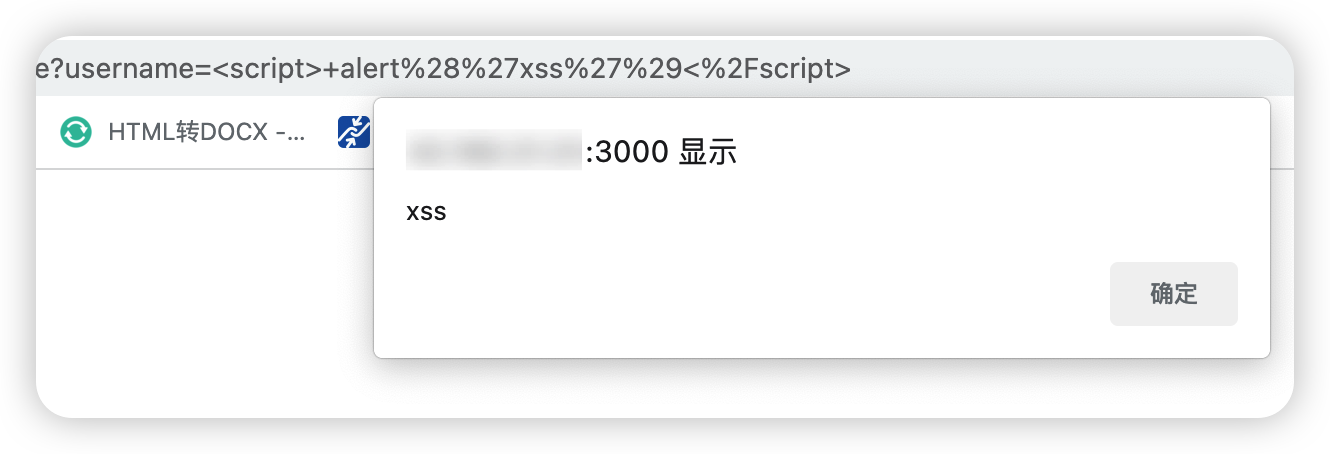 e?username=<script>+alert%28%27xss%27%29<%2Fscript>
HTML转DOCX -...
:3000 显示
xss
确定